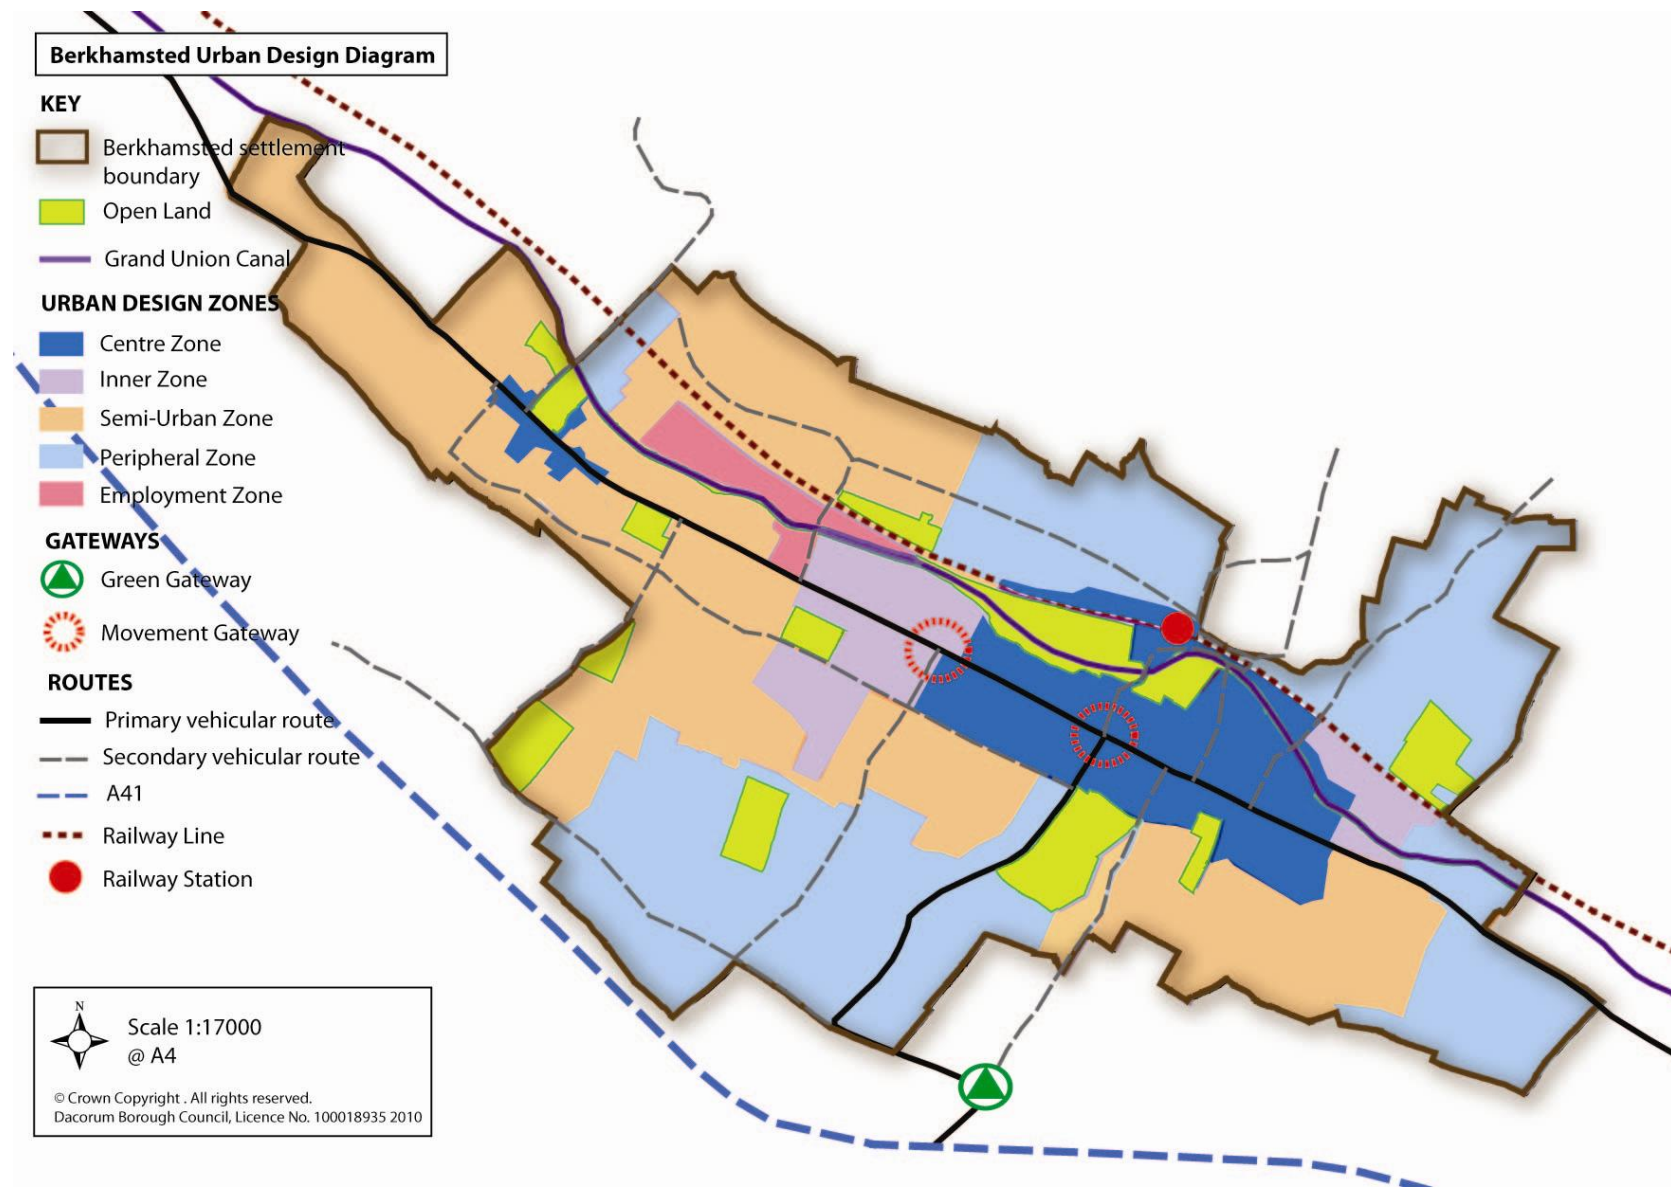 Berkhamsted Urban Design Diagram
KEY
Berkhamsted settlement
boundary
Open Land
Grand Union Canal
URBAN DESIGN ZONES
Centre Zone
Inner Zone
Semi-Urban Zone
Peripheral Zone
Employment Zone
GATEWAYS
Green Gateway
Movement Gateway
ROUTES
Primary vehicular route
Secondary vehicular route
A41
Railway Line
Railway Station
N
Scale 1:17000
@ A4
© Crown Copyright . All rights reserved.
Dacorum Borough Council, Licence No. 100018935 2010